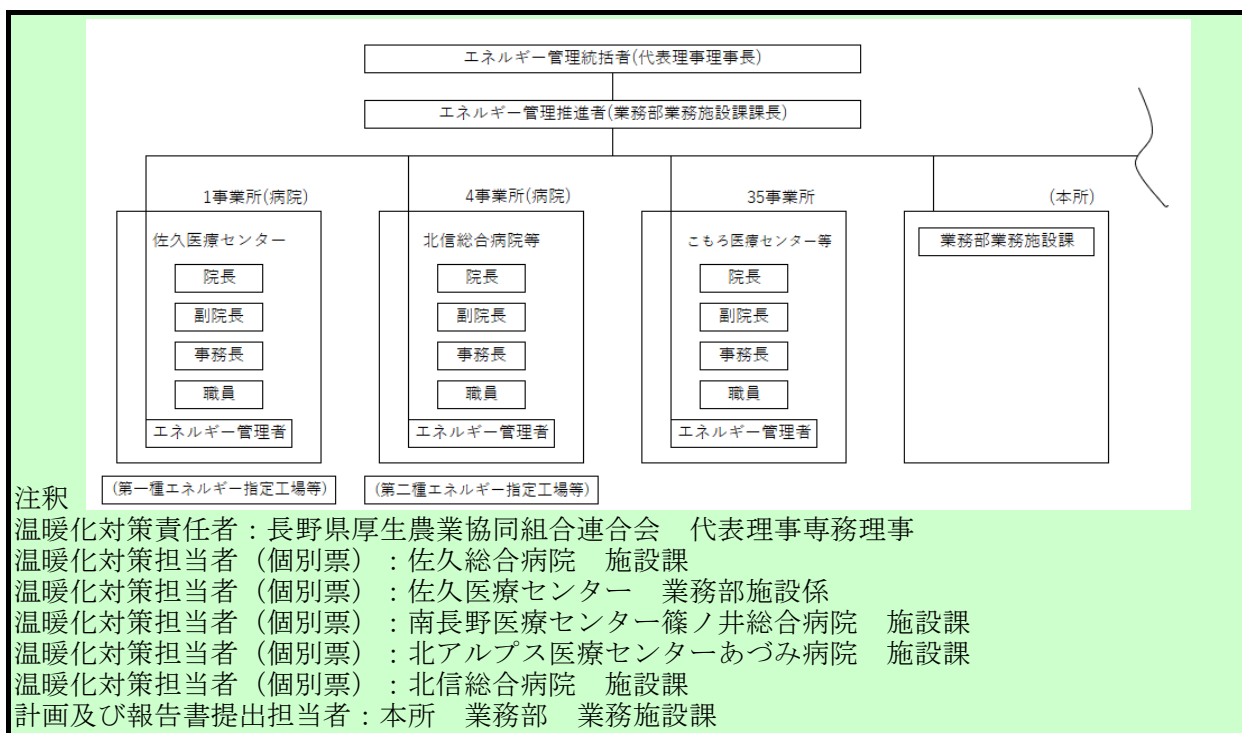 エネルギー管理統括者(代表理事理事長)
エネルギー管理推進者(業務部業務施設課課長)
1事業所(病院)
4事業所(病院)
35事業所
(本所)
佐久医療センター
院長
副院長
事務長
職員
エネルギー管理者
北信総合病院等
院長
副院長
事務長
職員
エネルギー管理者
こもろ医療センター等
院長
副院長
事務長
職員
エネルギー管理者
業務部業務施設課
(第一種エネルギー指定工場等)
(第二種エネルギー指定工場等)
注釈
温暖化対策責任者：長野県厚生農業協同組合連合会　代表理事専務理事
温暖化対策担当者（個別票）：佐久総合病院　施設課
温暖化対策担当者（個別票）：佐久医療センター　業務部施設係
温暖化対策担当者（個別票）：南長野医療センター篠ノ井総合病院　施設課
温暖化対策担当者（個別票）：北アルプス医療センターあづみ病院　施設課
温暖化対策担当者（個別票）：北信総合病院　施設課
計画及び報告書提出担当者：本所　業務部　業務施設課